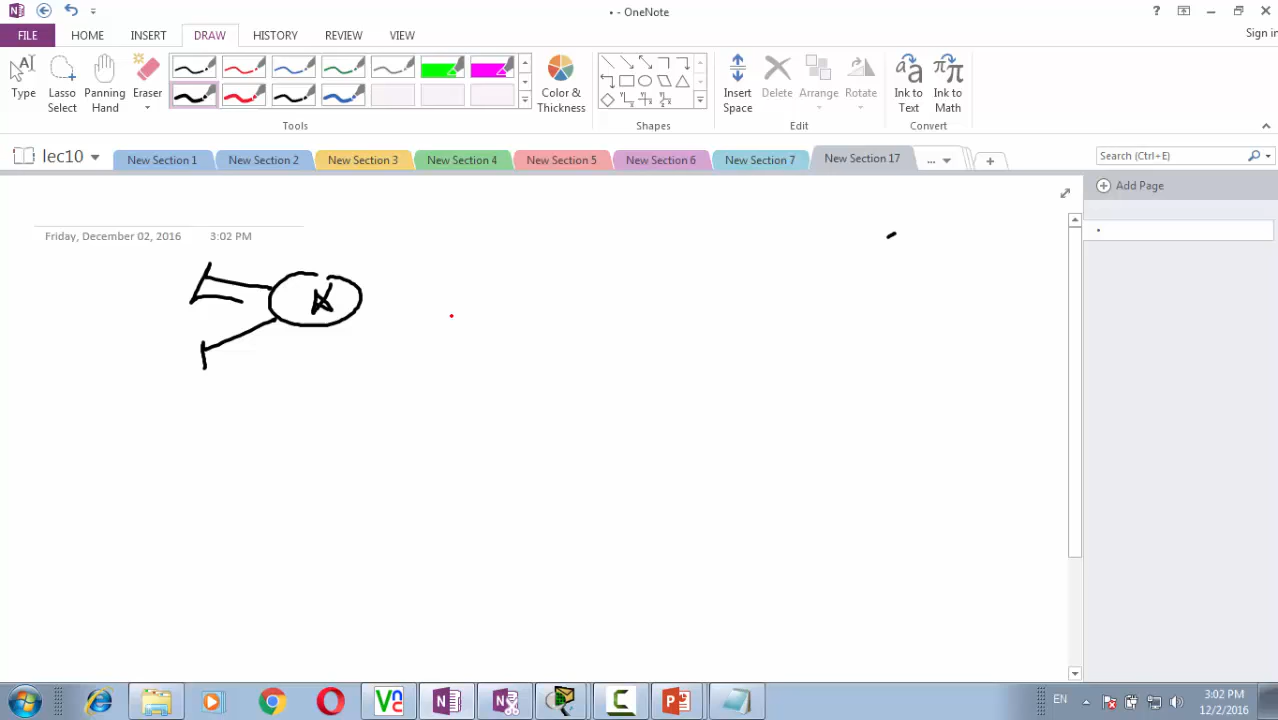 • - OneNote
?
Sign in
FILE HOME INSERT DRAW HISTORY REVIEW VIEW
Type
Lasso Select
Panning Hand
Eraser
Color & Thickness
Insert Space
Delete
Arrange
Rotate
Ink to Text
Ink to Math
Tools
Shapes
Edit
Convert
lec10
New Section 1
New Section 2
New Section 3
New Section 4
New Section 5
New Section 6
New Section 7
New Section 17
...
Search (Ctrl+E)
Add Page
Friday, December 02, 2016 3:02 PM
EN
3:02 PM
12/2/2016